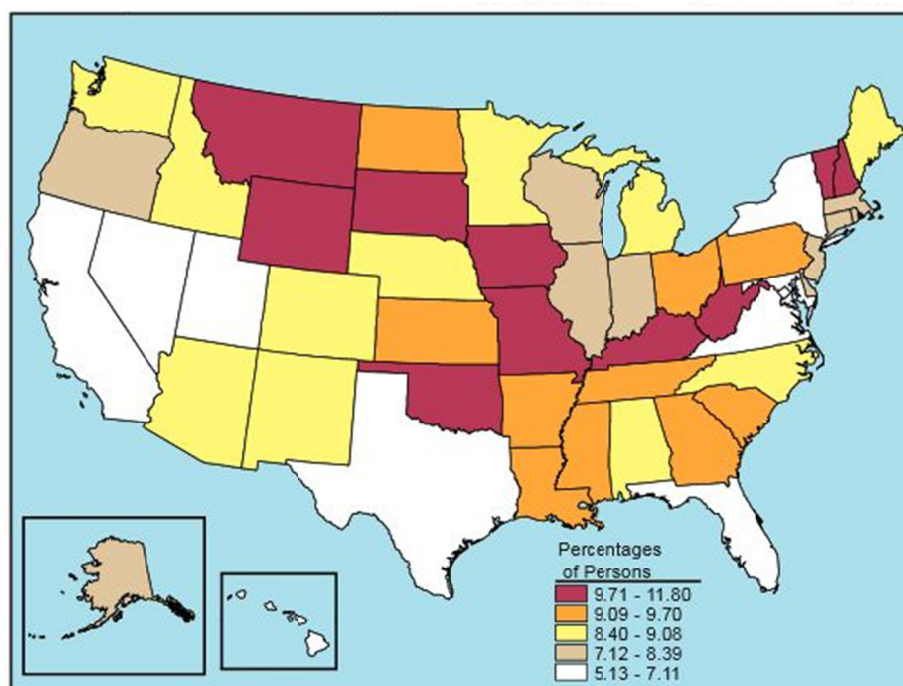 Percentages
of Persons
9.71 - 11.80
9.09 - 9.70
8.40 - 9.08
7.12 - 8.39
5.13 - 7.11